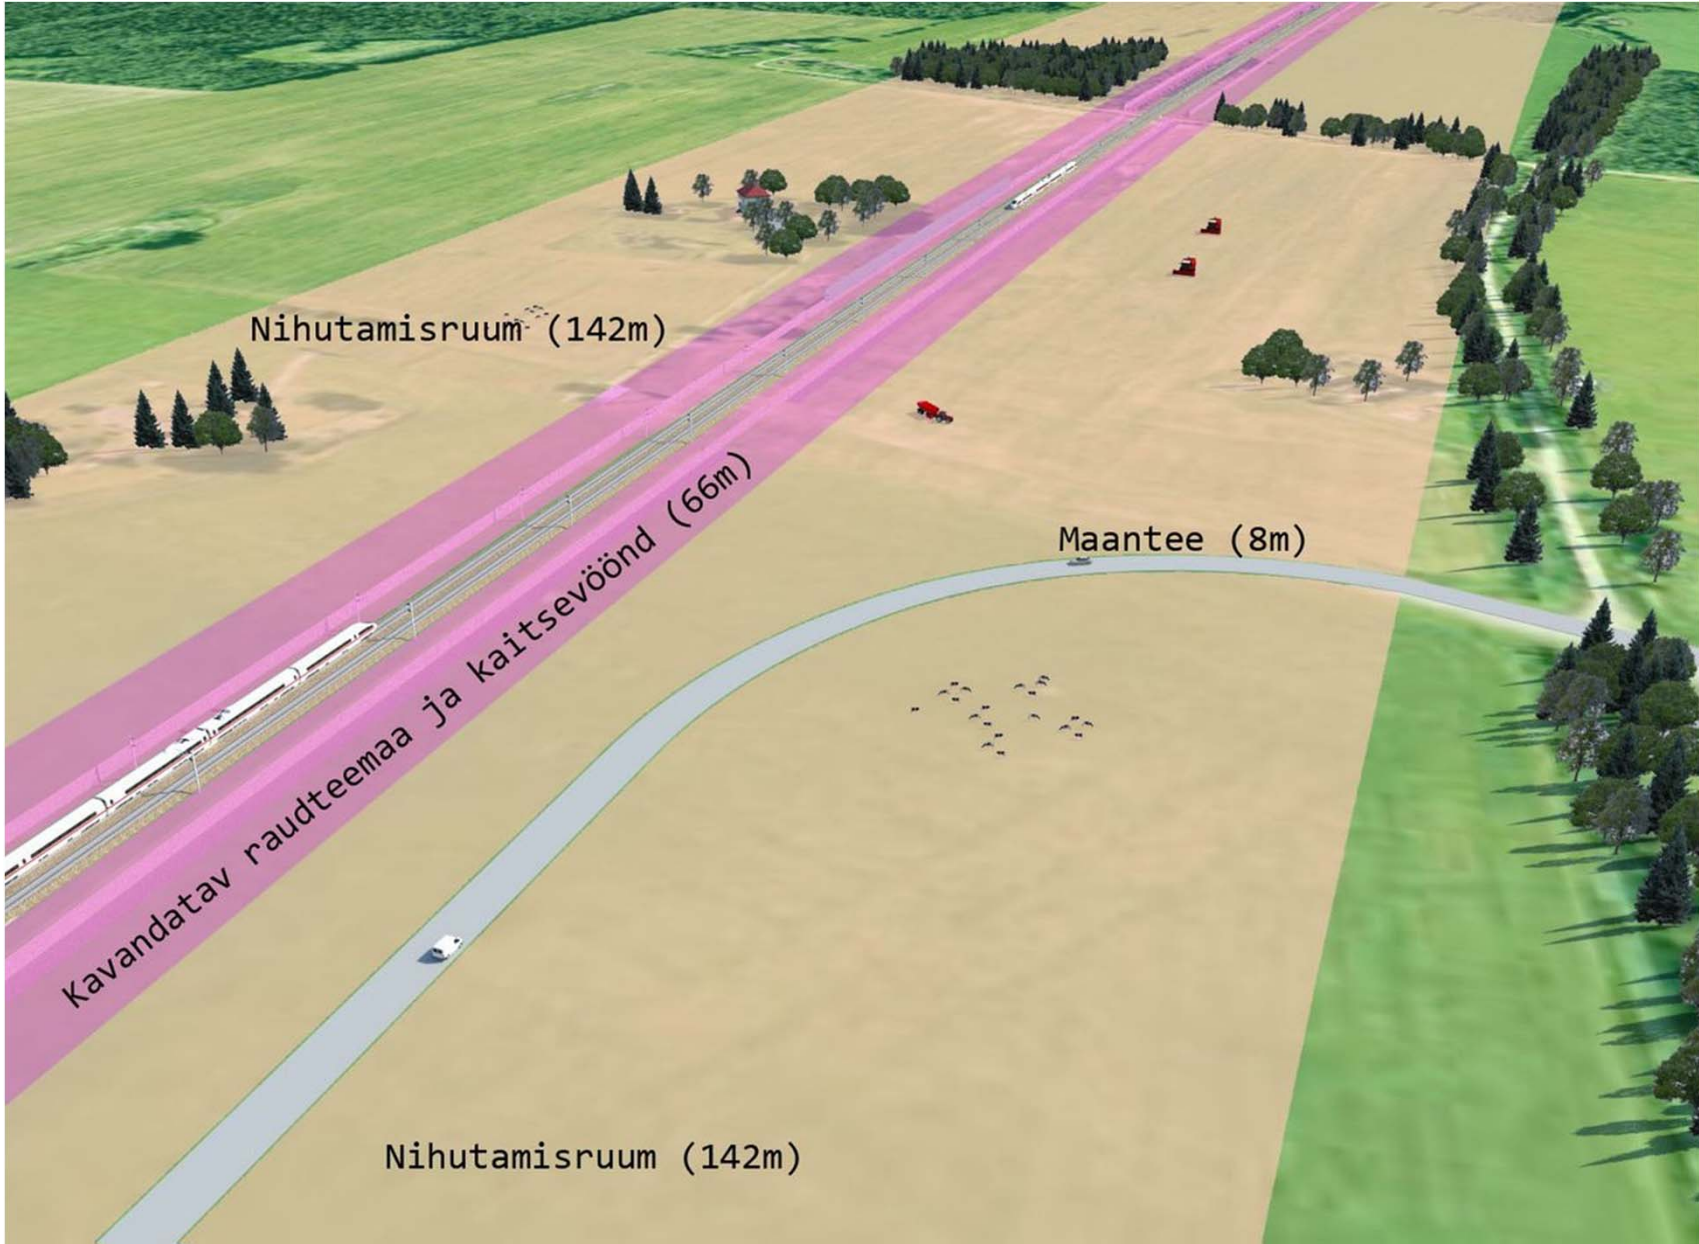 Nihutamisruum (142m)
Kavandatav raudteemaa ja kaitsevöönd (66m)
Maantee (8m)
Nihutamisruum (142m)